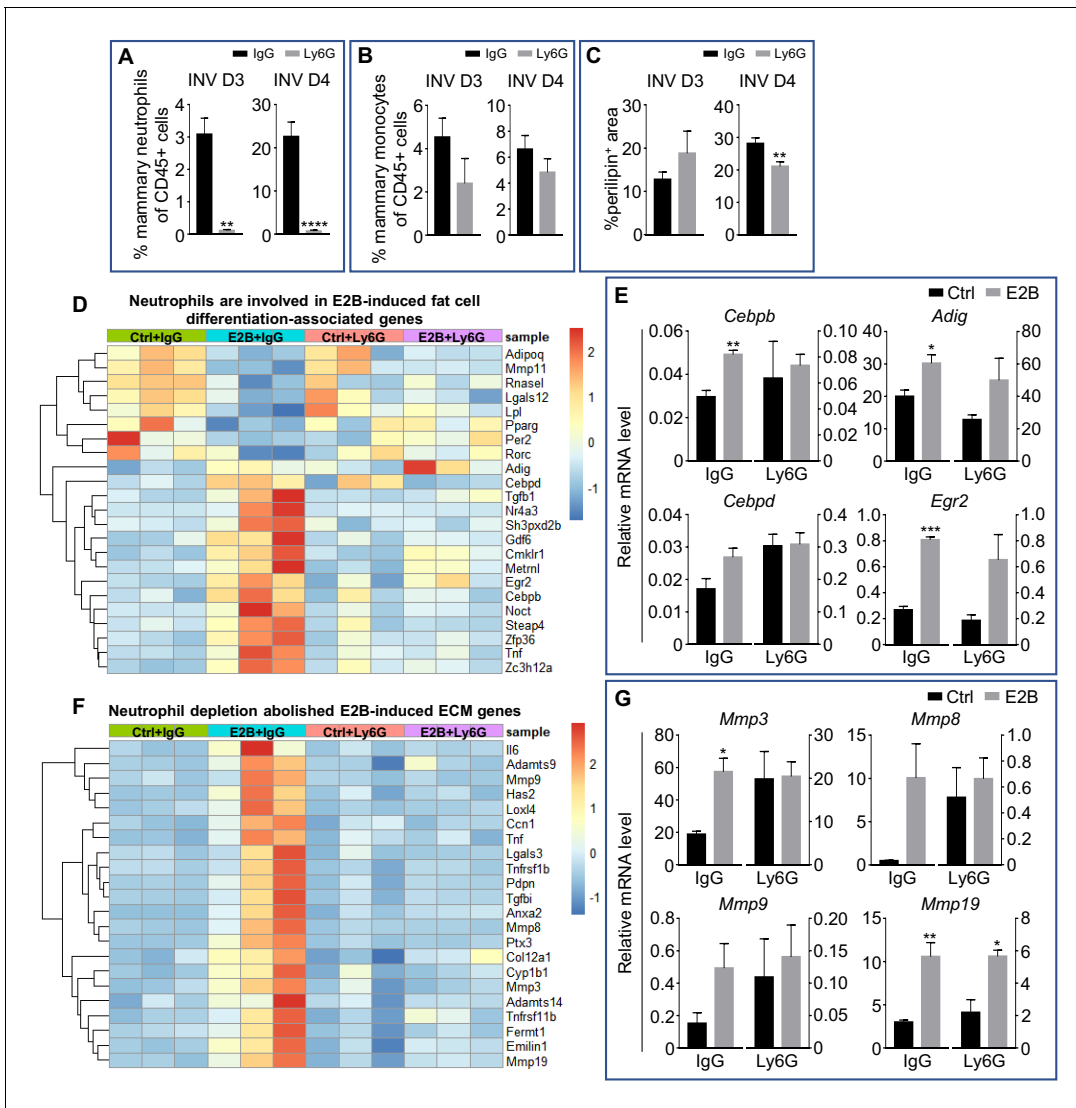 A
IgG Ly6G
INV D3 INV D4
% mammary neutrophils
of CD45+ cells
4
3
2
1
0
**
30
20
10
0
****
B
IgG Ly6G
INV D3 INV D4
% mammary monocytes
of CD45+ cells
6
4
2
0
10
8
6
4
2
0
C
IgG Ly6G
INV D3 INV D4
%perilipin+ area
30
20
10
0
40
30
20
10
0
**
D
Neutrophils are involved in E2B-induced fat cell
differentiation-associated genes
Ctrl+IgG E2B+IgG Ctrl+Ly6G E2B+Ly6G sample
Adipoq
Mmp11
Rnasel
Lgals12
Lpl
Pparg
Per2
Rorc
Adig
Cebpd
Tgfb1
Nr4a3
Sh3pxd2b
Gdf6
Cmklr1
Metrnl
Egr2
Cebpb
Noct
Steap4
Zfp36
Tnf
Zc3h12a
2
1
0
-1
E
Ctrl E2B
Relative mRNA level
Cebpb
0.06
0.04
0.02
0
**
0.10
0.08
0.06
0.04
0.02
0
IgG Ly6G
Adig
60
40
20
0
*
80
60
40
20
0
IgG Ly6G
Cebpd
0.04
0.03
0.02
0.01
0
0.4
0.3
0.2
0.1
0
IgG Ly6G
Egr2
1.0
0.8
0.6
0.4
0.2
0
***
1.0
0.8
0.6
0.4
0.2
0
IgG Ly6G
F
Neutrophil depletion abolished E2B-induced ECM genes
Ctrl+IgG E2B+IgG Ctrl+Ly6G E2B+Ly6G sample
Il6
Adamts9
Mmp9
Has2
Loxl4
Ccn1
Tnf
Lgals3
Tnfrsf1b
Pdpn
Tgfbi
Anxa2
Mmp8
Ptx3
Col12a1
Cyp1b1
Mmp3
Adamts14
Tnfrsf11b
Fermt1
Emilin1
Mmp19
2
1
0
-1
G
Ctrl E2B
Relative mRNA level
Mmp3
80
60
40
20
0
*
30
20
10
0
IgG Ly6G
Mmp8
15
10
5
0
1.0
0.8
0.6
0.4
0.2
0
IgG Ly6G
Mmp9
0.8
0.6
0.4
0.2
0
0.20
0.15
0.10
0.05
0.00
IgG Ly6G
Mmp19
15
10
5
0
**
*
8
6
4
2
0
IgG Ly6G